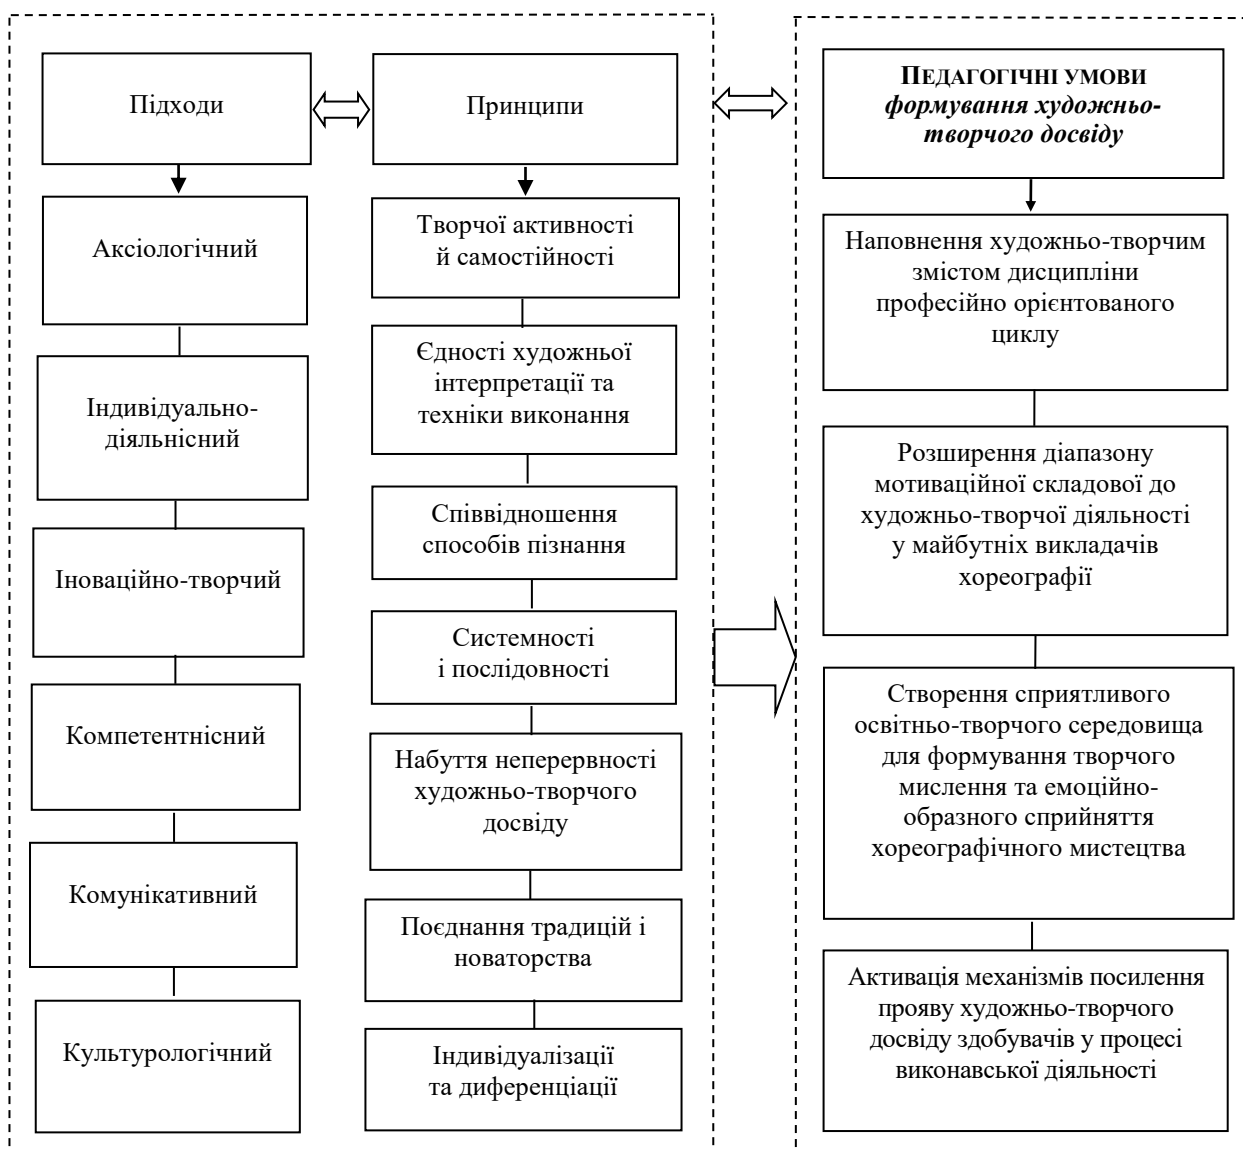 Підходи
Аксіологічний
Індивідуально-
діяльнісний
Іноваційно-творчий
Компетентнісний
Комунікативний
Культурологічний
Принципи
Творчої активності
й самостійності
Єдності художньої
інтерпретації та
техніки виконання
Співвідношення
способів пізнання
Системності
і послідовності
Набуття неперервності
художньо-творчого
досвіду
Поєднання традицій і
новаторства
Індивідуалізації
та диференціації
ПЕДАГОГІЧНІ УМОВИ
формування художньо-
творчого досвіду
Наповнення художньо-творчим
змістом дисципліни
професійно орієнтованого
циклу
Розширення діапазону
мотиваційної складової до
художньо-творчої діяльності
у майбутніх викладачів
хореографії
Створення сприятливого
освітньо-творчого середовища
для формування творчого
мислення та емоційно-
образного сприйняття
хореографічного мистецтва
Активація механізмів посилення
прояву художньо-творчого
досвіду здобувачів у процесі
виконавської діяльності